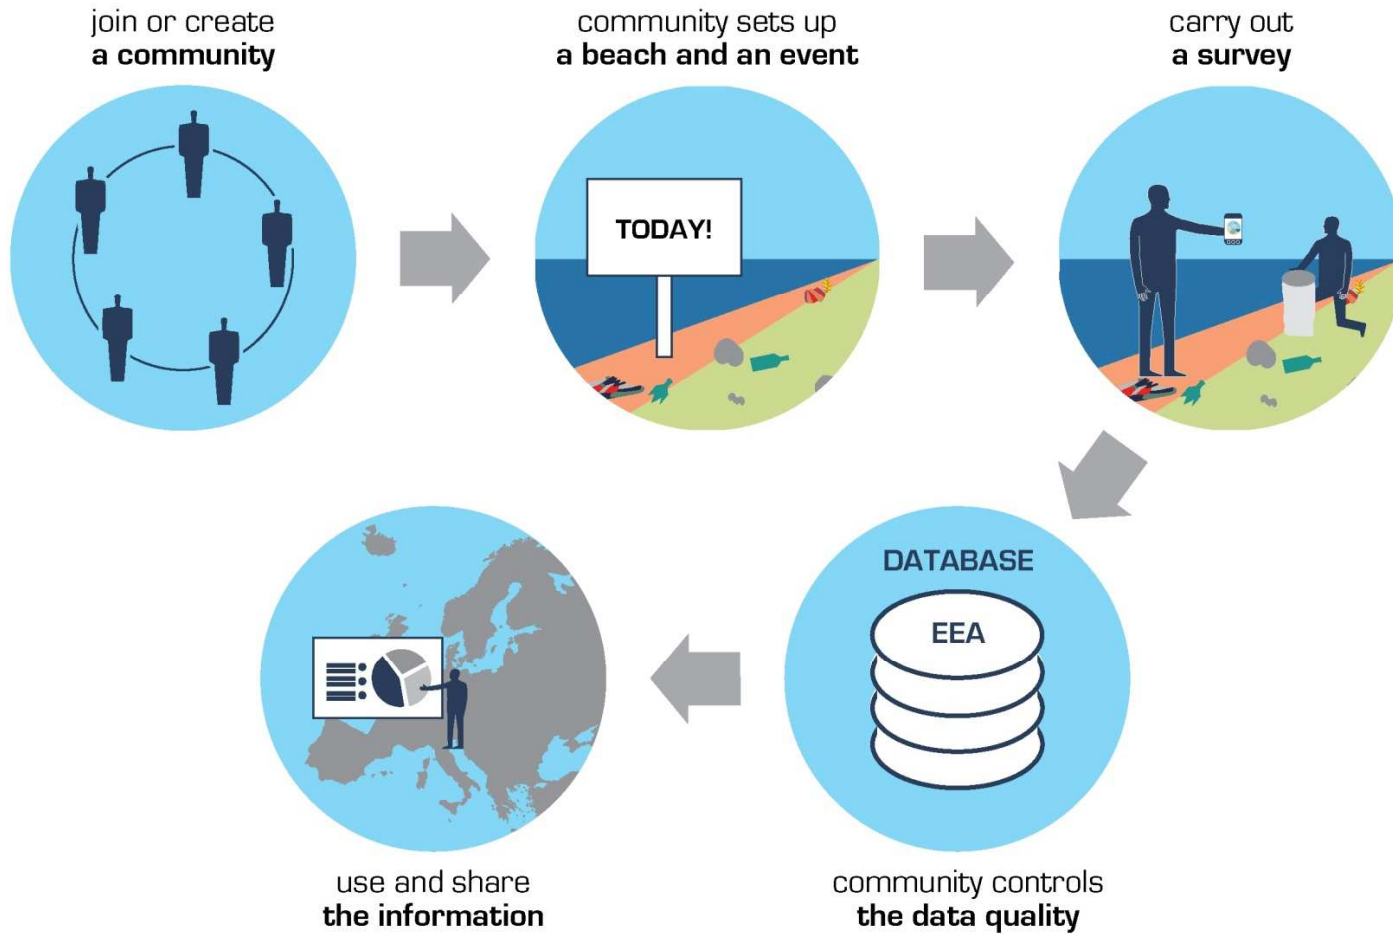 join or create
a community
community sets up
a beach and an event
carry out
a survey
TODAY!
DATABASE
EEA
use and share
the information
community controls
the data quality